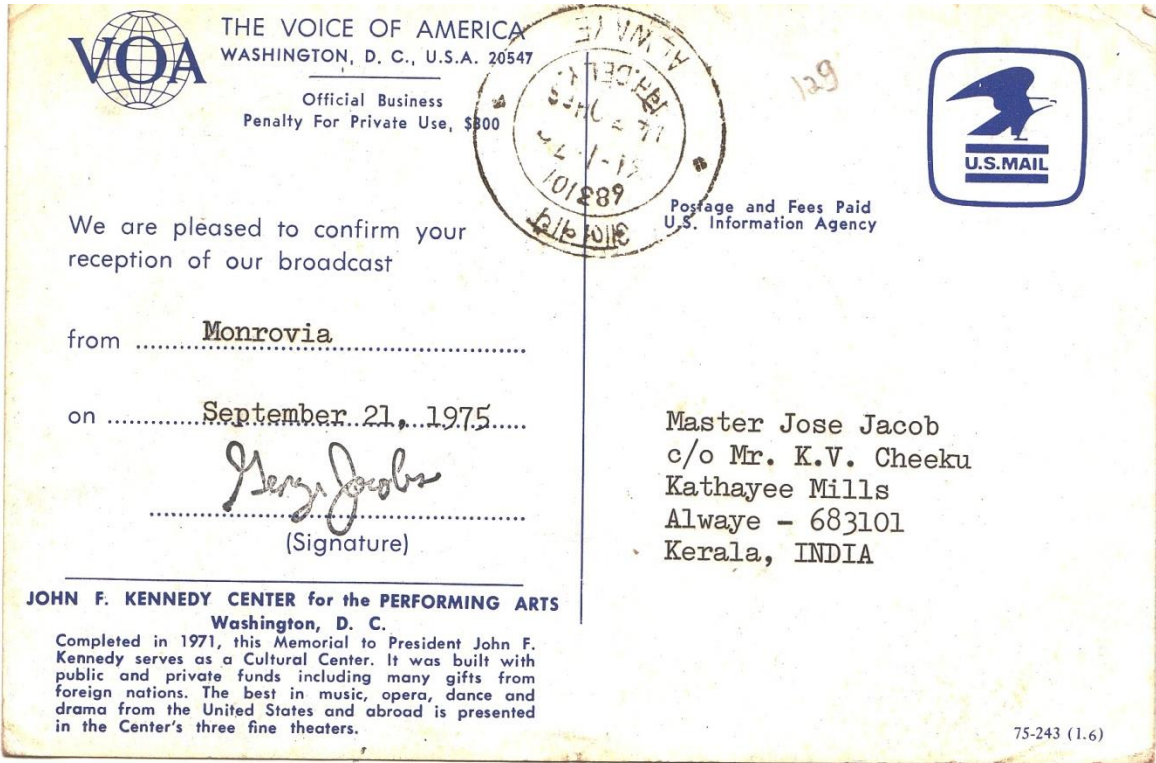 VOA
THE VOICE OF AMERICA
WASHINGTON, D. C., U.S.A. 20547
Official Business
Penalty For Private Use, $300
We are pleased to confirm your
reception of our broadcast
from Monrovia
on September 21, 1975
George Jacobs
(Signature)
JOHN F. KENNEDY CENTER for the PERFORMING ARTS
Washington, D. C.
Completed in 1971, this Memorial to President John F.
Kennedy serves as a Cultural Center. It was built with
public and private funds including many gifts from
foreign nations. The best in music, opera, dance and
drama from the United States and abroad is presented
in the Center's three fine theaters.
ALWAYE
683101
129
U.S.MAIL
Postage and Fees Paid
U.S. Information Agency
Master Jose Jacob
c/o Mr. K.V. Cheeku
Kathayee Mills
Alwaye - 683101
Kerala, INDIA
75-243 (1.6)